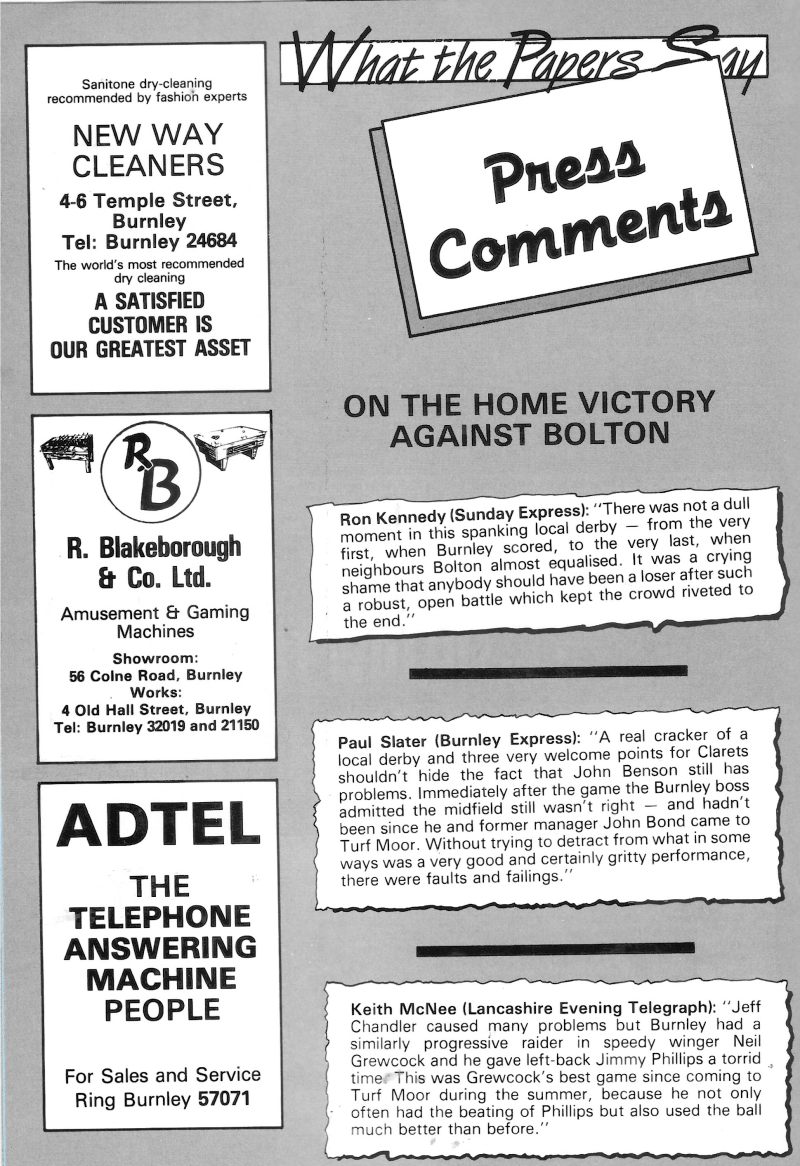 What the Papers Say
Press
Comments
Sanitone dry-cleaning
recommended by fashion experts
NEW WAY
CLEANERS
4-6 Temple Street,
Burnley
Tel: Burnley 24684
The world's most recommended
dry cleaning
A SATISFIED
CUSTOMER IS
OUR GREATEST ASSET
R.B
R. Blakeborough
& Co. Ltd.
Amusement & Gaming
Machines
Showroom:
56 Colne Road, Burnley
Works:
4 Old Hall Street, Burnley
Tel: Burnley 32019 and 21150
ADTEL
THE
TELEPHONE
ANSWERING
MACHINE
PEOPLE
For Sales and Service
Ring Burnley 57071
ON THE HOME VICTORY
AGAINST BOLTON
Ron Kennedy (Sunday Express): "There was not a dull
moment in this spanking local derby — from the very
first, when Burnley scored, to the very last, when
neighbours Bolton almost equalised. It was a crying
shame that anybody should have been a loser after such
a robust, open battle which kept the crowd riveted to
the end."
Paul Slater (Burnley Express): "A real cracker of a
local derby and three very welcome points for Clarets
shouldn't hide the fact that John Benson still has
problems. Immediately after the game the Burnley boss
admitted the midfield still wasn't right — and hadn't
been since he and former manager John Bond came to
Turf Moor. Without trying to detract from what in some
ways was a very good and certainly gritty performance,
there were faults and failings."
Keith McNee (Lancashire Evening Telegraph): "Jeff
Chandler caused many problems but Burnley had a
similarly progressive raider in speedy winger Neil
Grewcock and he gave left-back Jimmy Phillips a torrid
time. This was Grewcock's best game since coming to
Turf Moor during the summer, because he not only
often had the beating of Phillips but also used the ball
much better than before."